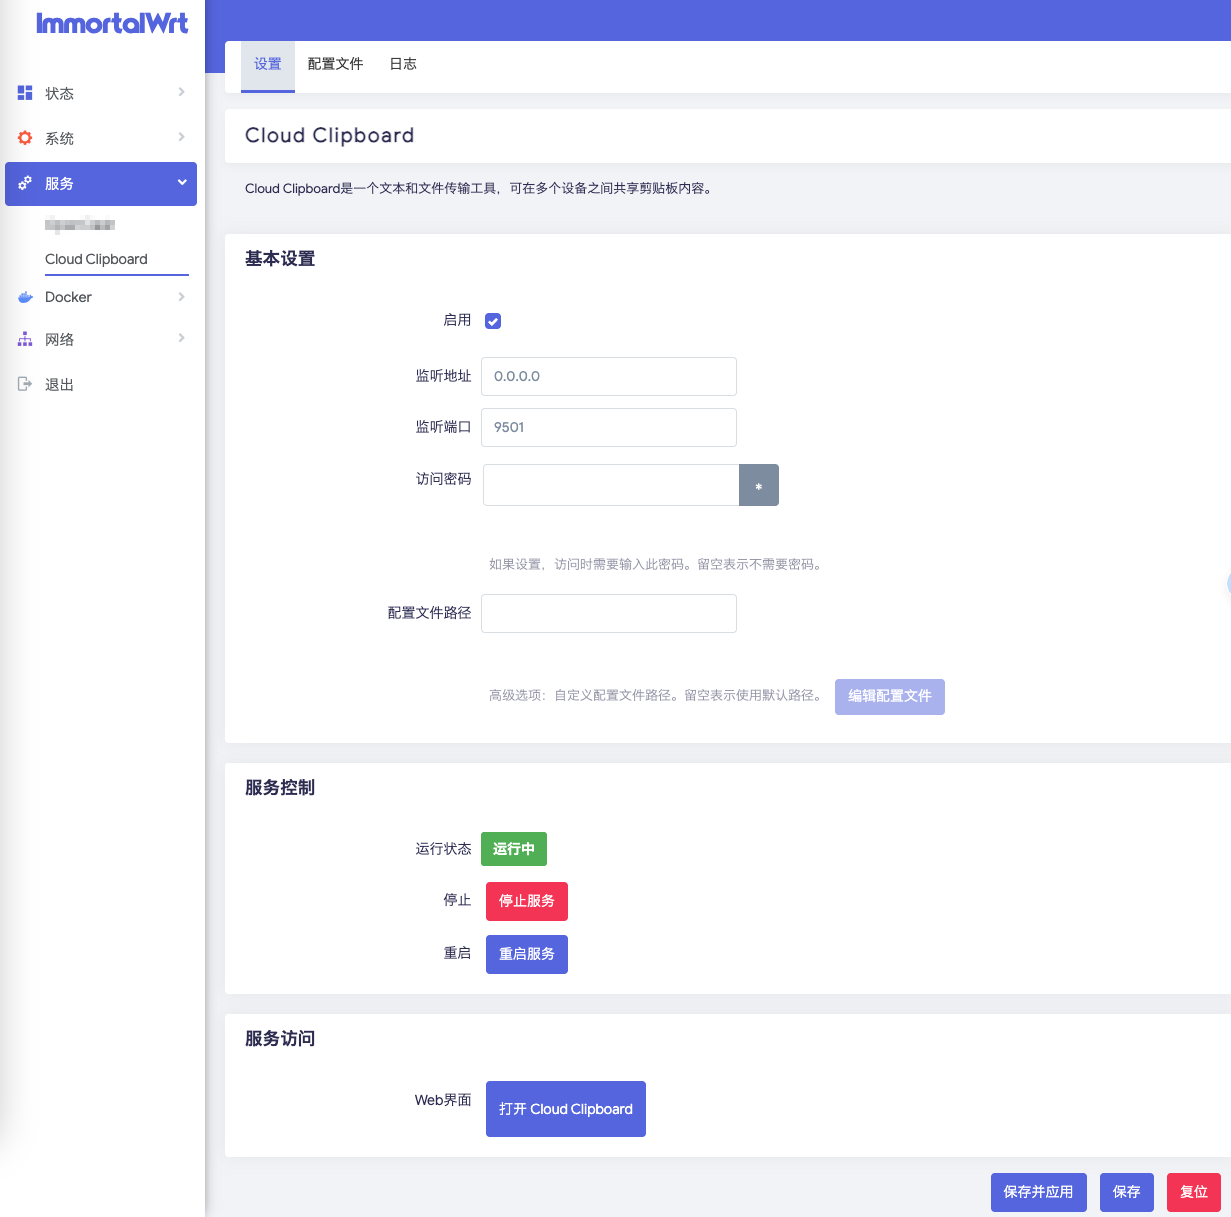 ImmortalWrt
状态
系统
服务
Cloud Clipboard
Docker
网络
退出
设置 配置文件 日志
Cloud Clipboard
Cloud Clipboard是一个文本和文件传输工具，可在多个设备之间共享剪贴板内容。
基本设置
启用
监听地址 0.0.0.0
监听端口 9501
访问密码 *
如果设置，访问时需要输入此密码。留空表示不需要密码。
配置文件路径
高级选项：自定义配置文件路径。留空表示使用默认路径。 编辑配置文件
服务控制
运行状态 运行中
停止 停止服务
重启 重启服务
服务访问
Web界面 打开 Cloud Clipboard
保存并应用 保存 复位